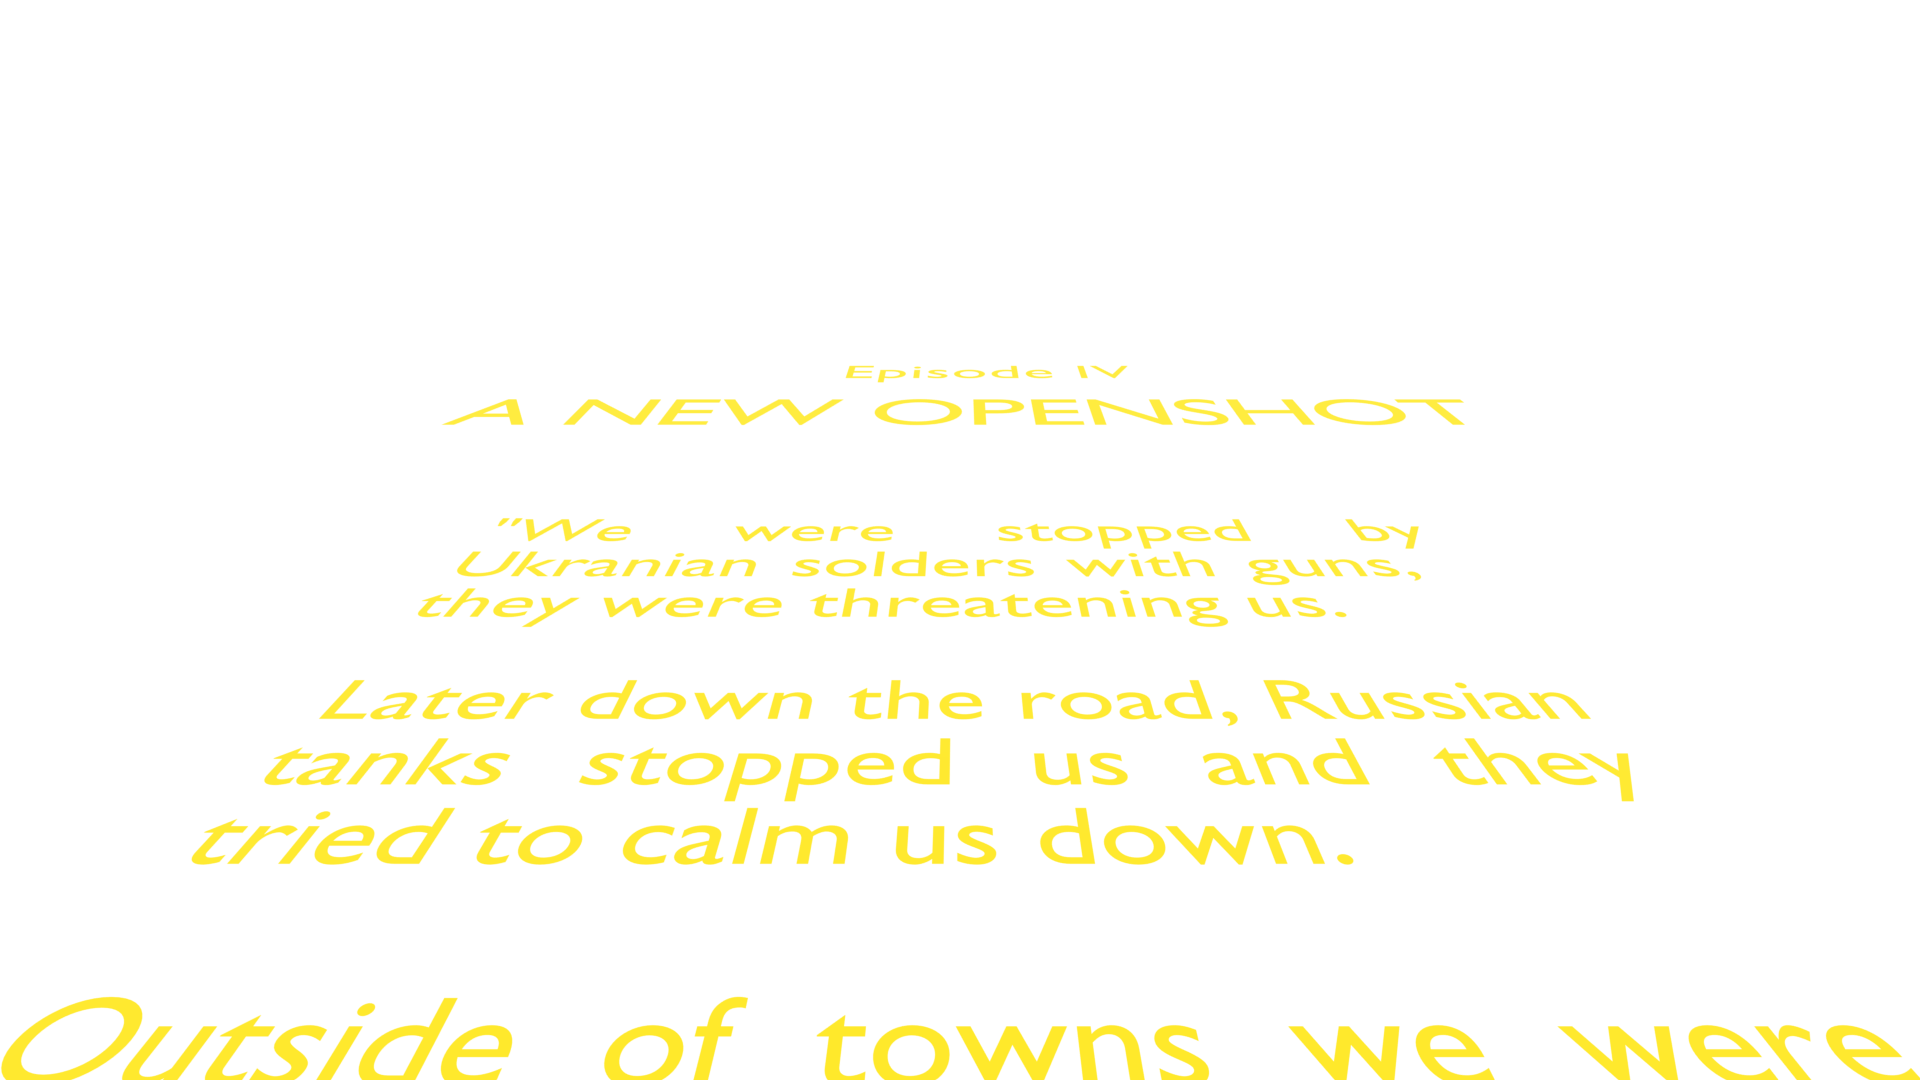 Episode IV
A NEW OPENSHOT
"We were stopped by
Ukranian solders with guns,
they were threatening us.
Later down the road, Russian
tanks stopped us and they
tried to calm us down.
Outside of towns we were